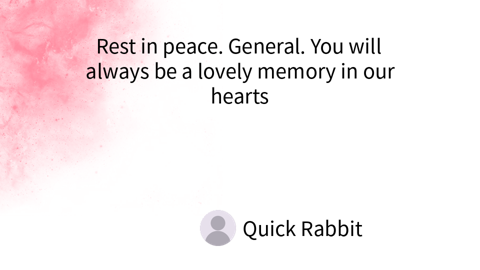 Rest in peace. General. You will
always be a lovely memory in our
hearts
Quick Rabbit